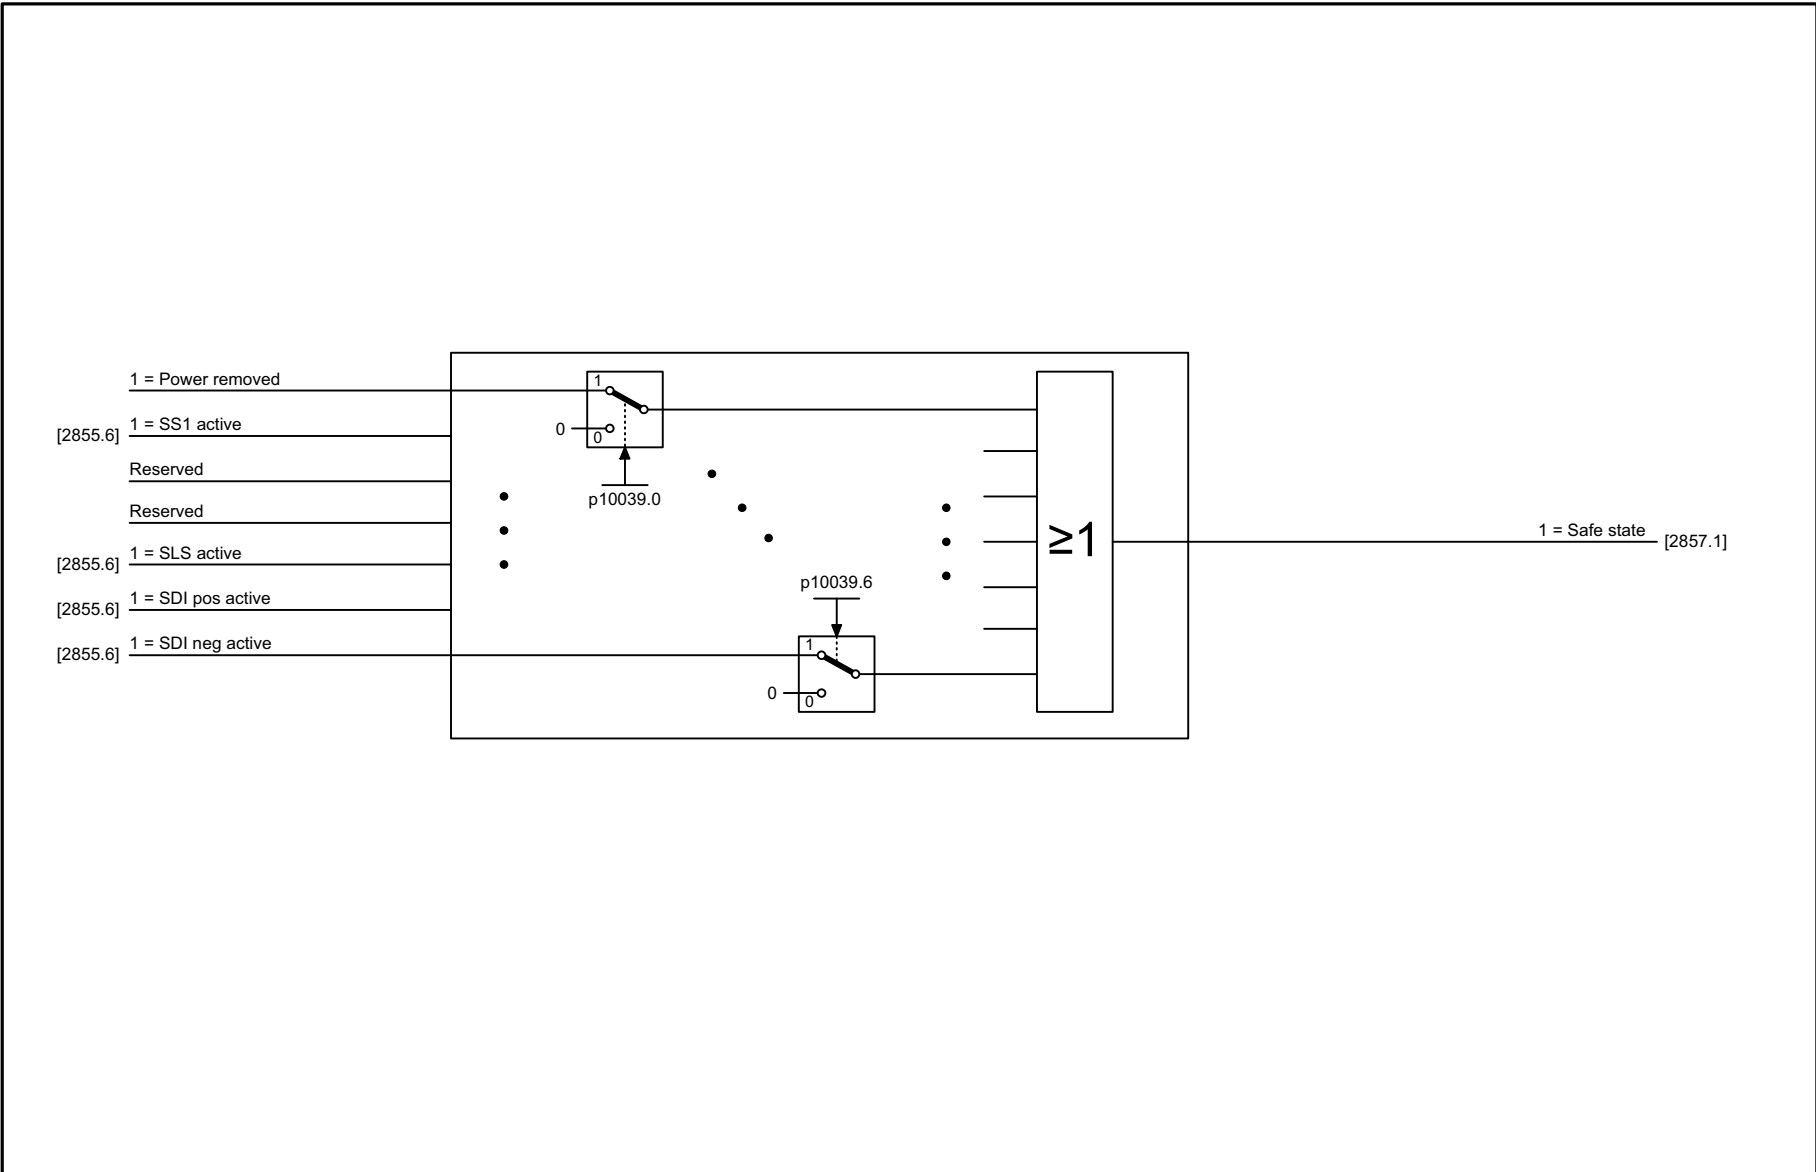 1 = Power removed
[2855.6] 1 = SS1 active
Reserved
Reserved
[2855.6] 1 = SLS active
[2855.6] 1 = SDI pos active
[2855.6] 1 = SDI neg active
1
0 0
p10039.0
p10039.6
1
0 0
≥1
1 = Safe state [2857.1]